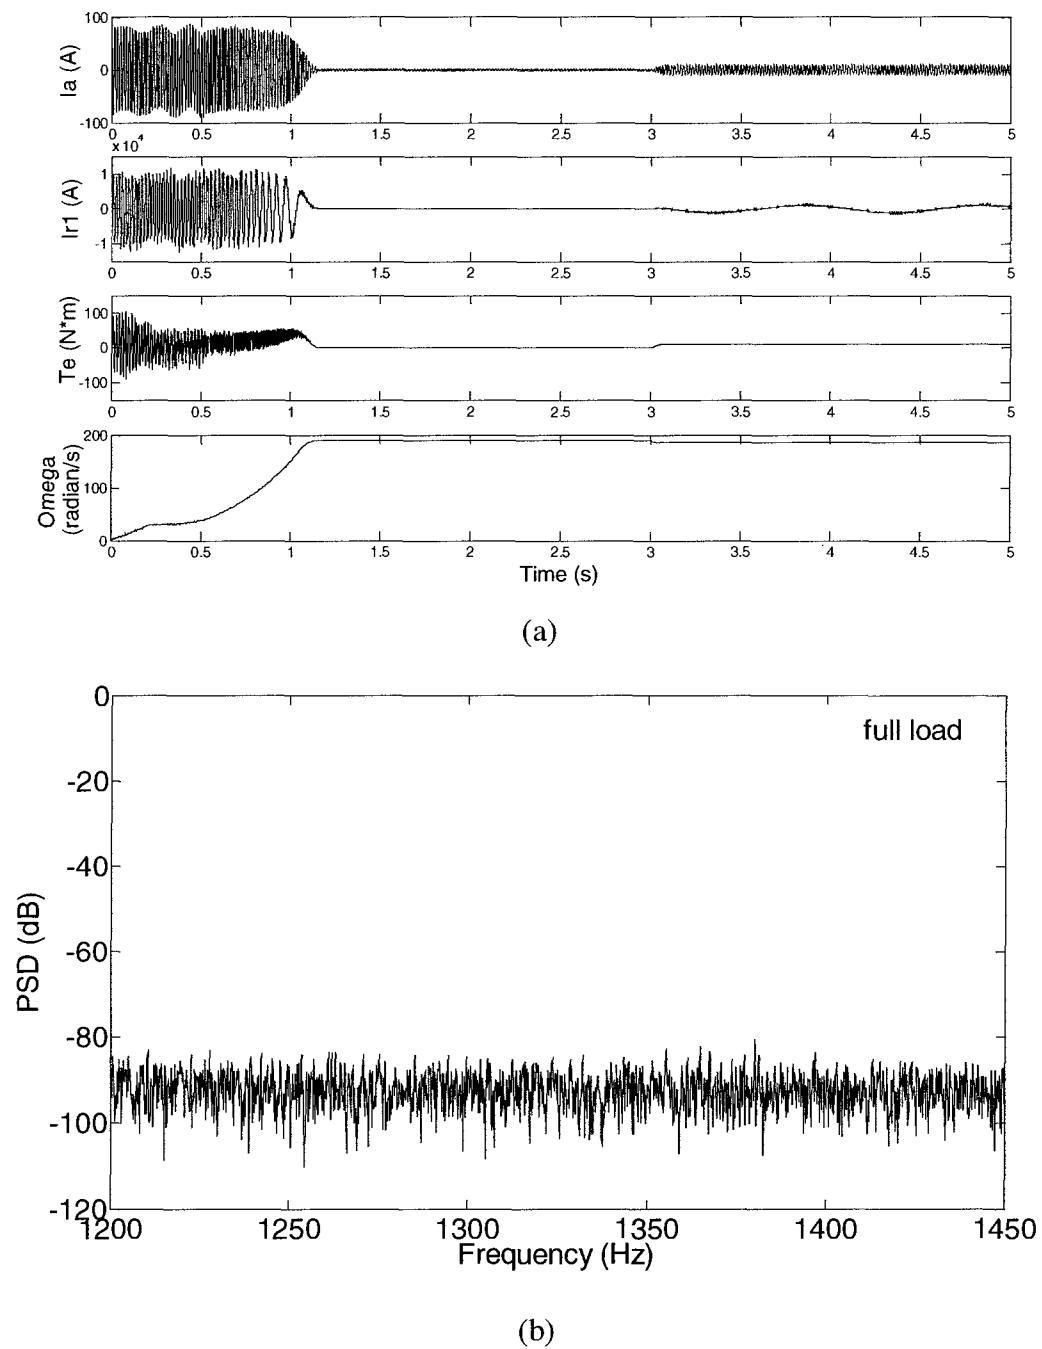 100
0
-100
Ia (A)
0 0.5 1 1.5 2 2.5 3 3.5 4 4.5 5
x10⁴
1
0
-1
Ir1 (A)
0 0.5 1 1.5 2 2.5 3 3.5 4 4.5 5
100
0
-100
Te (N*m)
0 0.5 1 1.5 2 2.5 3 3.5 4 4.5 5
200
100
0
Omega
(radian/s)
0 0.5 1 1.5 2 2.5 3 3.5 4 4.5 5
Time (s)
(a)
0
-20
-40
-60
-80
-100
-120
PSD (dB)
full load
1200 1250 1300 1350 1400 1450
Frequency (Hz)
(b)